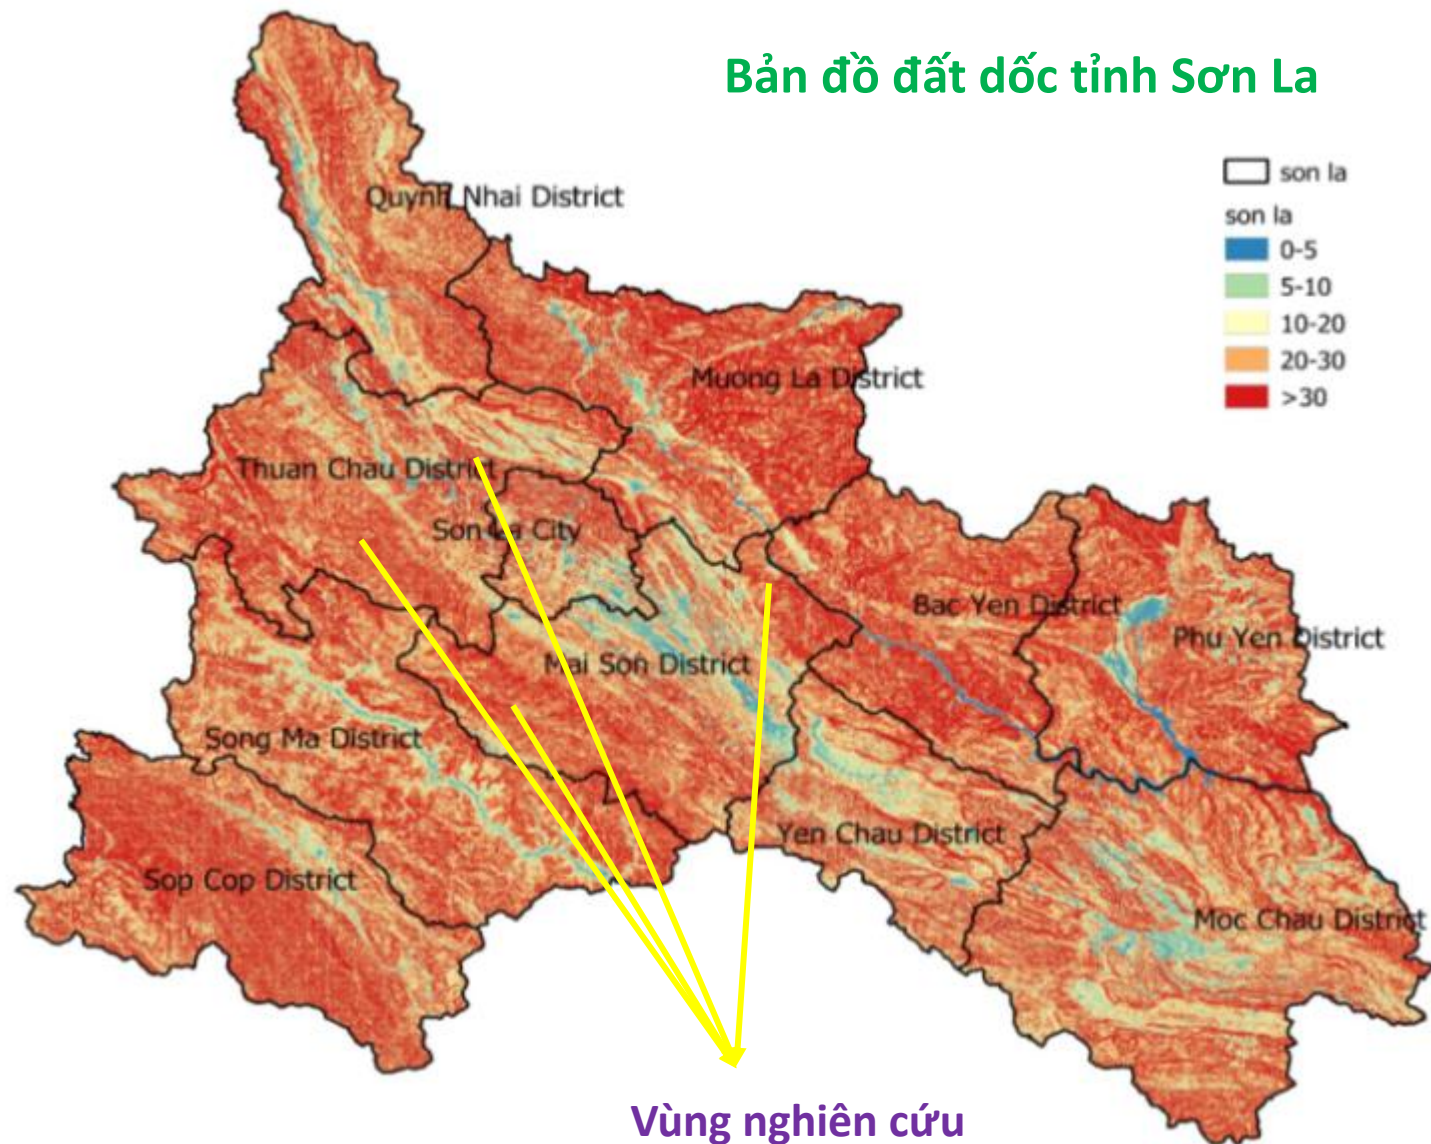 Bản đồ đất dốc tỉnh Sơn La
son la
son la
0-5
5-10
10-20
20-30
>30
Quynh Nhai District
Muong La District
Thuan Chau District
Son La City
Bac Yen District
Phu Yen District
Mai Son District
Song Ma District
Yen Chau District
Sop Cop District
Moc Chau District
Vùng nghiên cứu